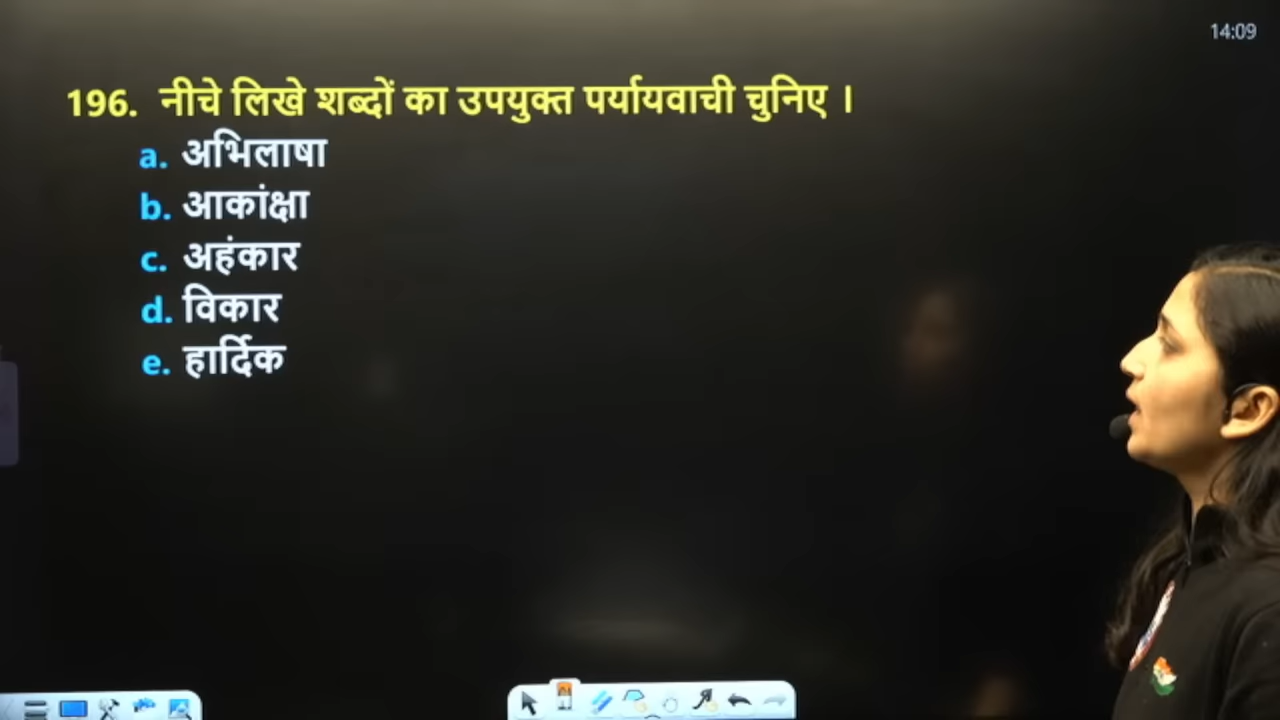 14:09
196. नीचे लिखे शब्दों का उपयुक्त पर्यायवाची चुनिए ।
a. अभिलाषा
b. आकांक्षा
c. अहंकार
d. विकार
e. हार्दिक